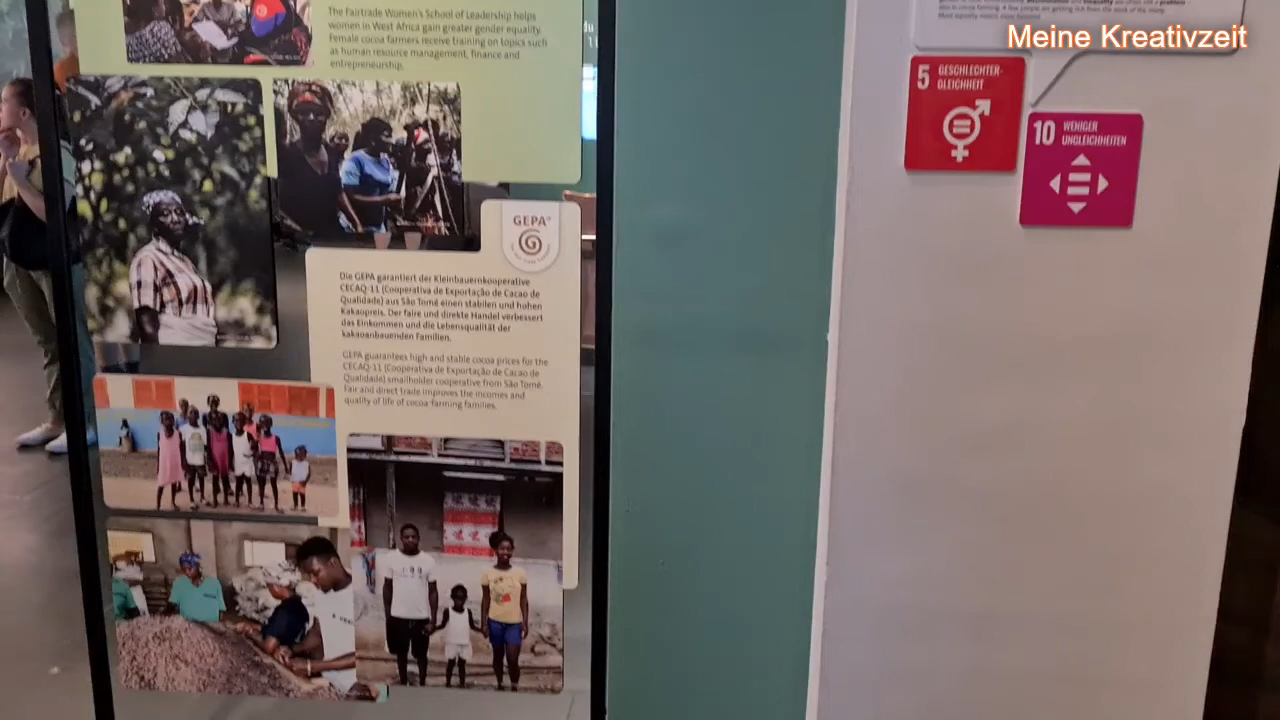 The Fairtrade Women's School of Leadership helps
women in West Africa gain greater gender equality.
Female cocoa farmers receive training on topics such
as human resource management, finance and
entrepreneurship.
Meine Kreativzeit
5 GESCHLECHTER-
GLEICHHEIT
10 WENIGER
UNGLEICHHEITEN
GEPA
Die GEPA garantiert der Kleinbauernkooperative
CECAQ-11 (Cooperativa de Exportação de Cacao de
Qualidade) aus São Tomé einen stabilen und hohen
Kakaopreis. Der faire und direkte Handel verbessert
das Einkommen und die Lebensqualität der
kakaoanbauenden Familien.
GEPA guarantees high and stable cocoa prices for the
CECAQ-11 (Cooperativa de Exportação de Cacao de
Qualidade) smallholder cooperative from São Tomé.
Fair and direct trade improves the incomes and
quality of life of cocoa-farming families.